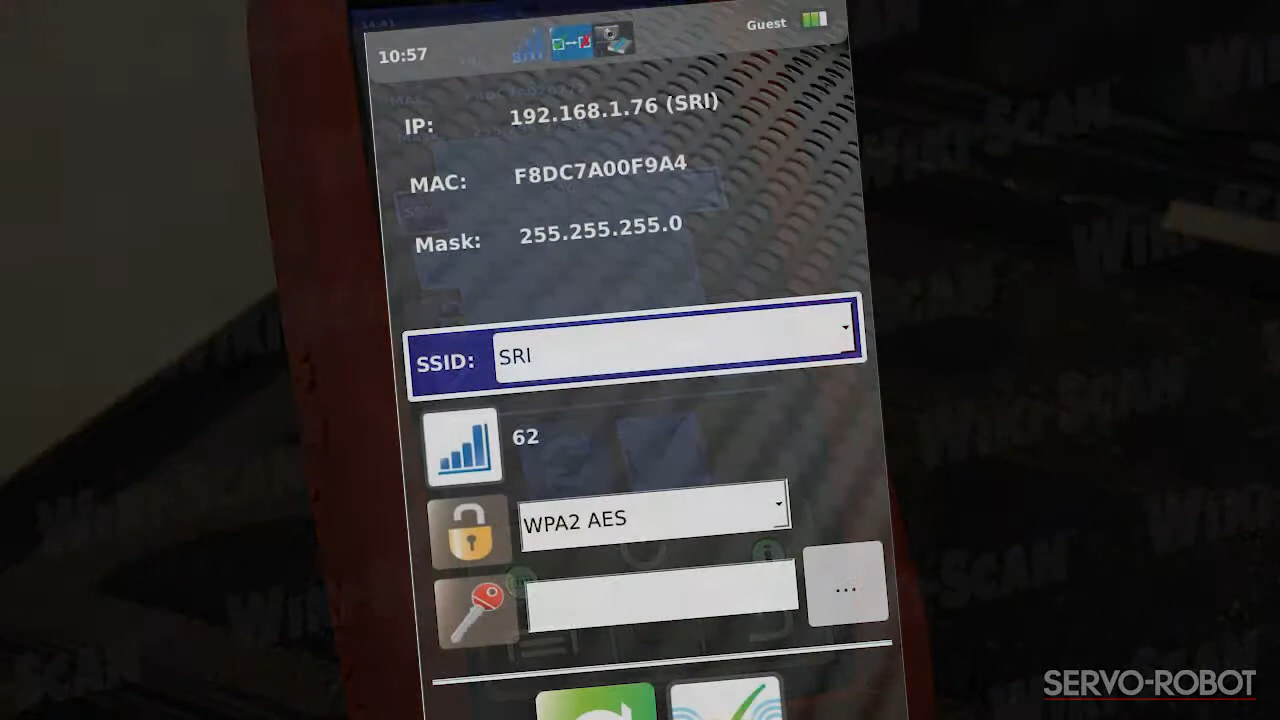 10:57
Guest
IP: 192.168.1.76 (SRI)
MAC: F8DC7A00F9A4
Mask: 255.255.255.0
SSID: SRI
62
WPA2 AES
...
SERVO-ROBOT